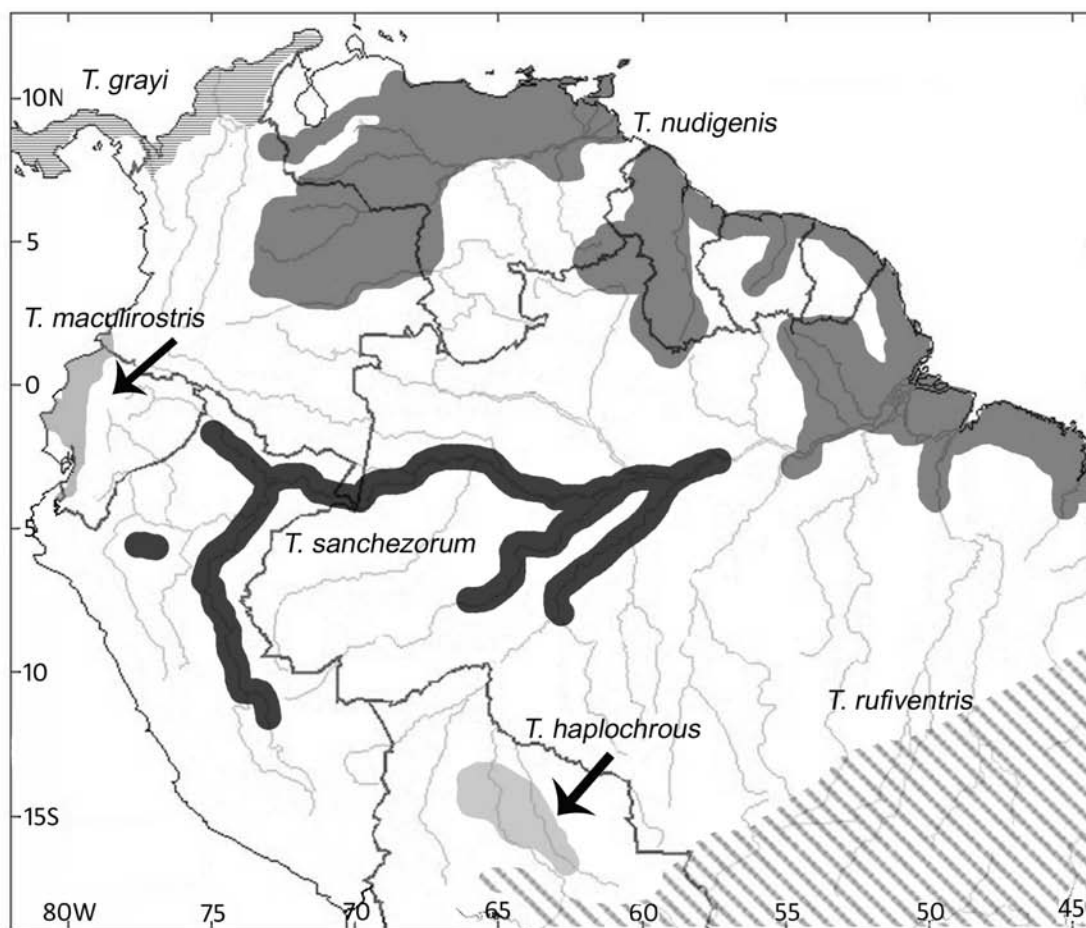 T. grayi
10N
T. nudigenis
5
T. maculirostris
0
5
T. sanchezorum
10
T. rufiventris
T. haplochrous
15S
80W
75
70
65
60
55
50
45